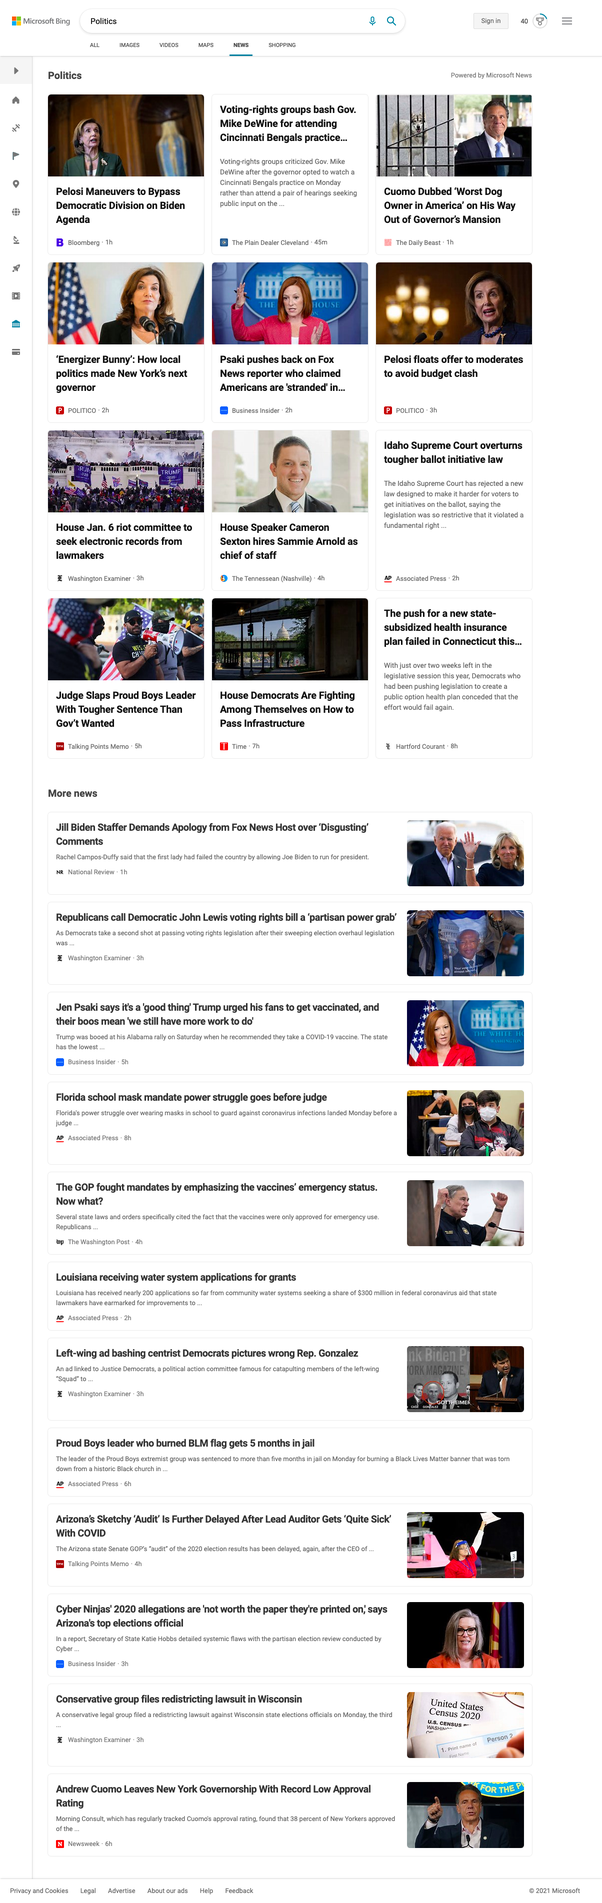 Microsoft Bing
Politics
Sign in
40
ALL
IMAGES
VIDEOS
MAPS
NEWS
SHOPPING
Politics
Powered by Microsoft News
Pelosi Maneuvers to Bypass
Democratic Division on Biden
Agenda
Bloomberg · 1h
Voting-rights groups bash Gov.
Mike DeWine for attending
Cincinnati Bengals practice...
Voting-rights groups criticized Gov. Mike
DeWine after the governor opted to watch a
Cincinnati Bengals practice on Monday
rather than attend a pair of hearings seeking
public input on the ...
The Plain Dealer Cleveland · 45m
Cuomo Dubbed ‘Worst Dog
Owner in America’ on His Way
Out of Governor’s Mansion
The Daily Beast · 1h
‘Energizer Bunny’: How local
politics made New York’s next
governor
POLITICO · 2h
Psaki pushes back on Fox
News reporter who claimed
Americans are 'stranded' in...
Business Insider · 2h
Pelosi floats offer to moderates
to avoid budget clash
POLITICO · 3h
TRUMP
House Jan. 6 riot committee to
seek electronic records from
lawmakers
Washington Examiner · 3h
House Speaker Cameron
Sexton hires Sammie Arnold as
chief of staff
The Tennessean (Nashville) · 4h
Idaho Supreme Court overturns
tougher ballot initiative law
The Idaho Supreme Court has rejected a new
law designed to make it harder for voters to
get initiatives on the ballot, saying the
legislation was so restrictive that it violated a
fundamental right ...
AP Associated Press · 2h
Judge Slaps Proud Boys Leader
With Tougher Sentence Than
Gov’t Wanted
Talking Points Memo · 5h
House Democrats Are Fighting
Among Themselves on How to
Pass Infrastructure
Time · 7h
The push for a new state-
subsidized health insurance
plan failed in Connecticut this...
With just over two weeks left in the
legislative session this year, Democrats who
had been pushing legislation to create a
public option health plan conceded that the
effort would fail again.
Hartford Courant · 8h
More news
Jill Biden Staffer Demands Apology from Fox News Host over ‘Disgusting’
Comments
Rachel Campos-Duffy said that the first lady had failed the country by allowing Joe Biden to run for president.
NR National Review · 1h
Republicans call Democratic John Lewis voting rights bill a ‘partisan power grab’
As Democrats take a second shot at passing voting rights legislation after their sweeping election overhaul legislation
was ...
Washington Examiner · 3h
Jen Psaki says it's a 'good thing' Trump urged his fans to get vaccinated, and
their boos mean 'we still have more work to do'
Trump was booed at his Alabama rally on Saturday when he recommended they take a COVID-19 vaccine. The state
has the lowest ...
Business Insider · 5h
Florida school mask mandate power struggle goes before judge
Florida's power struggle over wearing masks in school to guard against coronavirus infections landed Monday before a
judge ...
AP Associated Press · 8h
The GOP fought mandates by emphasizing the vaccines’ emergency status.
Now what?
Several state laws and orders specifically cited the fact that the vaccines were only approved for emergency use.
Republicans ...
wp The Washington Post · 4h
Louisiana receiving water system applications for grants
Louisiana has received nearly 200 applications so far from community water systems seeking a share of $300 million in federal coronavirus aid that state
lawmakers have earmarked for improvements to ...
AP Associated Press · 2h
Left-wing ad bashing centrist Democrats pictures wrong Rep. Gonzalez
An ad linked to Justice Democrats, a political action committee famous for catapulting members of the left-wing
“Squad” to ...
Washington Examiner · 3h
Proud Boys leader who burned BLM flag gets 5 months in jail
The leader of the Proud Boys extremist group was sentenced to more than five months in jail on Monday for burning a Black Lives Matter banner that was torn
down from a historic Black church in ...
AP Associated Press · 6h
Arizona’s Sketchy ‘Audit’ Is Further Delayed After Lead Auditor Gets ‘Quite Sick’
With COVID
The Arizona state Senate GOP’s “audit” of the 2020 election results has been delayed, again, after the CEO of ...
Talking Points Memo · 4h
Cyber Ninjas' 2020 allegations are 'not worth the paper they're printed on,' says
Arizona's top elections official
In a report, Secretary of State Katie Hobbs detailed systemic flaws with the partisan election review conducted by
Cyber ...
Business Insider · 3h
Conservative group files redistricting lawsuit in Wisconsin
A conservative legal group filed a redistricting lawsuit against Wisconsin state elections officials on Monday, the third
...
Washington Examiner · 3h
United States
Census 2020
U.S. CENSUS
Person 2
Andrew Cuomo Leaves New York Governorship With Record Low Approval
Rating
Morning Consult, which has regularly tracked Cuomo's approval rating, found that 38 percent of New Yorkers approved
of the ...
N Newsweek · 6h
Privacy and Cookies
Legal
Advertise
About our ads
Help
Feedback
© 2021 Microsoft